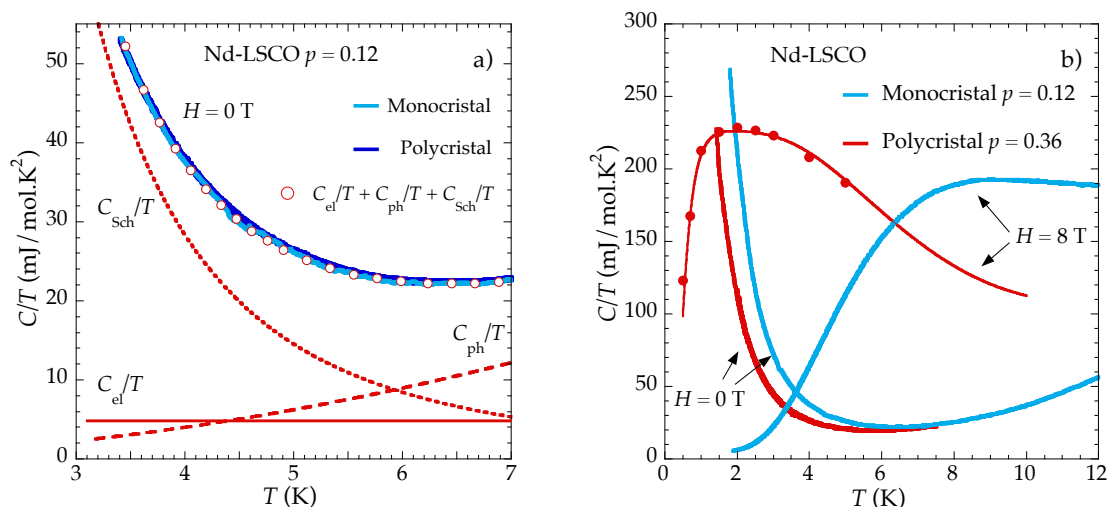 Nd-LSCO p = 0.12
a)
H = 0 T
Monocristal
Polycristal
C_el/T + C_ph/T + C_Sch/T
C_Sch/T
C_ph/T
C_el/T
C/T (mJ / mol.K²)
50
40
30
20
10
0
3 4 5 6 7
T (K)
Nd-LSCO
b)
Monocristal p = 0.12
Polycristal p = 0.36
H = 8 T
H = 0 T
C/T (mJ / mol.K²)
300
250
200
150
100
50
0
0 2 4 6 8 10 12
T (K)